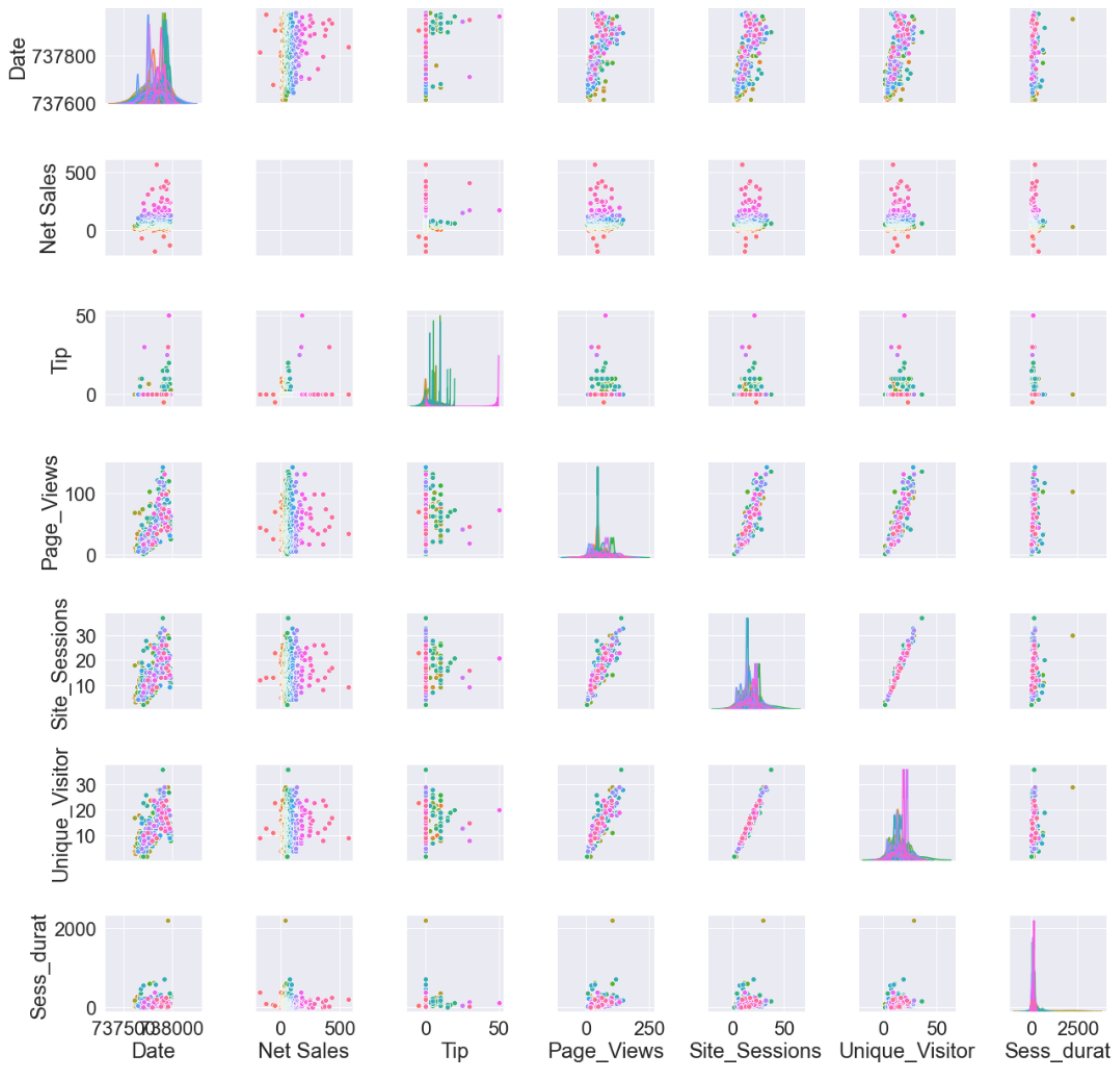 Date
737800
737600
Net Sales
500
0
Tip
50
0
Page_Views
100
0
Site_Sessions
30
20
10
Unique_Visitor
30
20
10
Sess_durat
2000
0
737500 738000 0 500 0 50 0 250 0 50 0 50 0 2500
Date Net Sales Tip Page_Views Site_Sessions Unique_Visitor Sess_durat